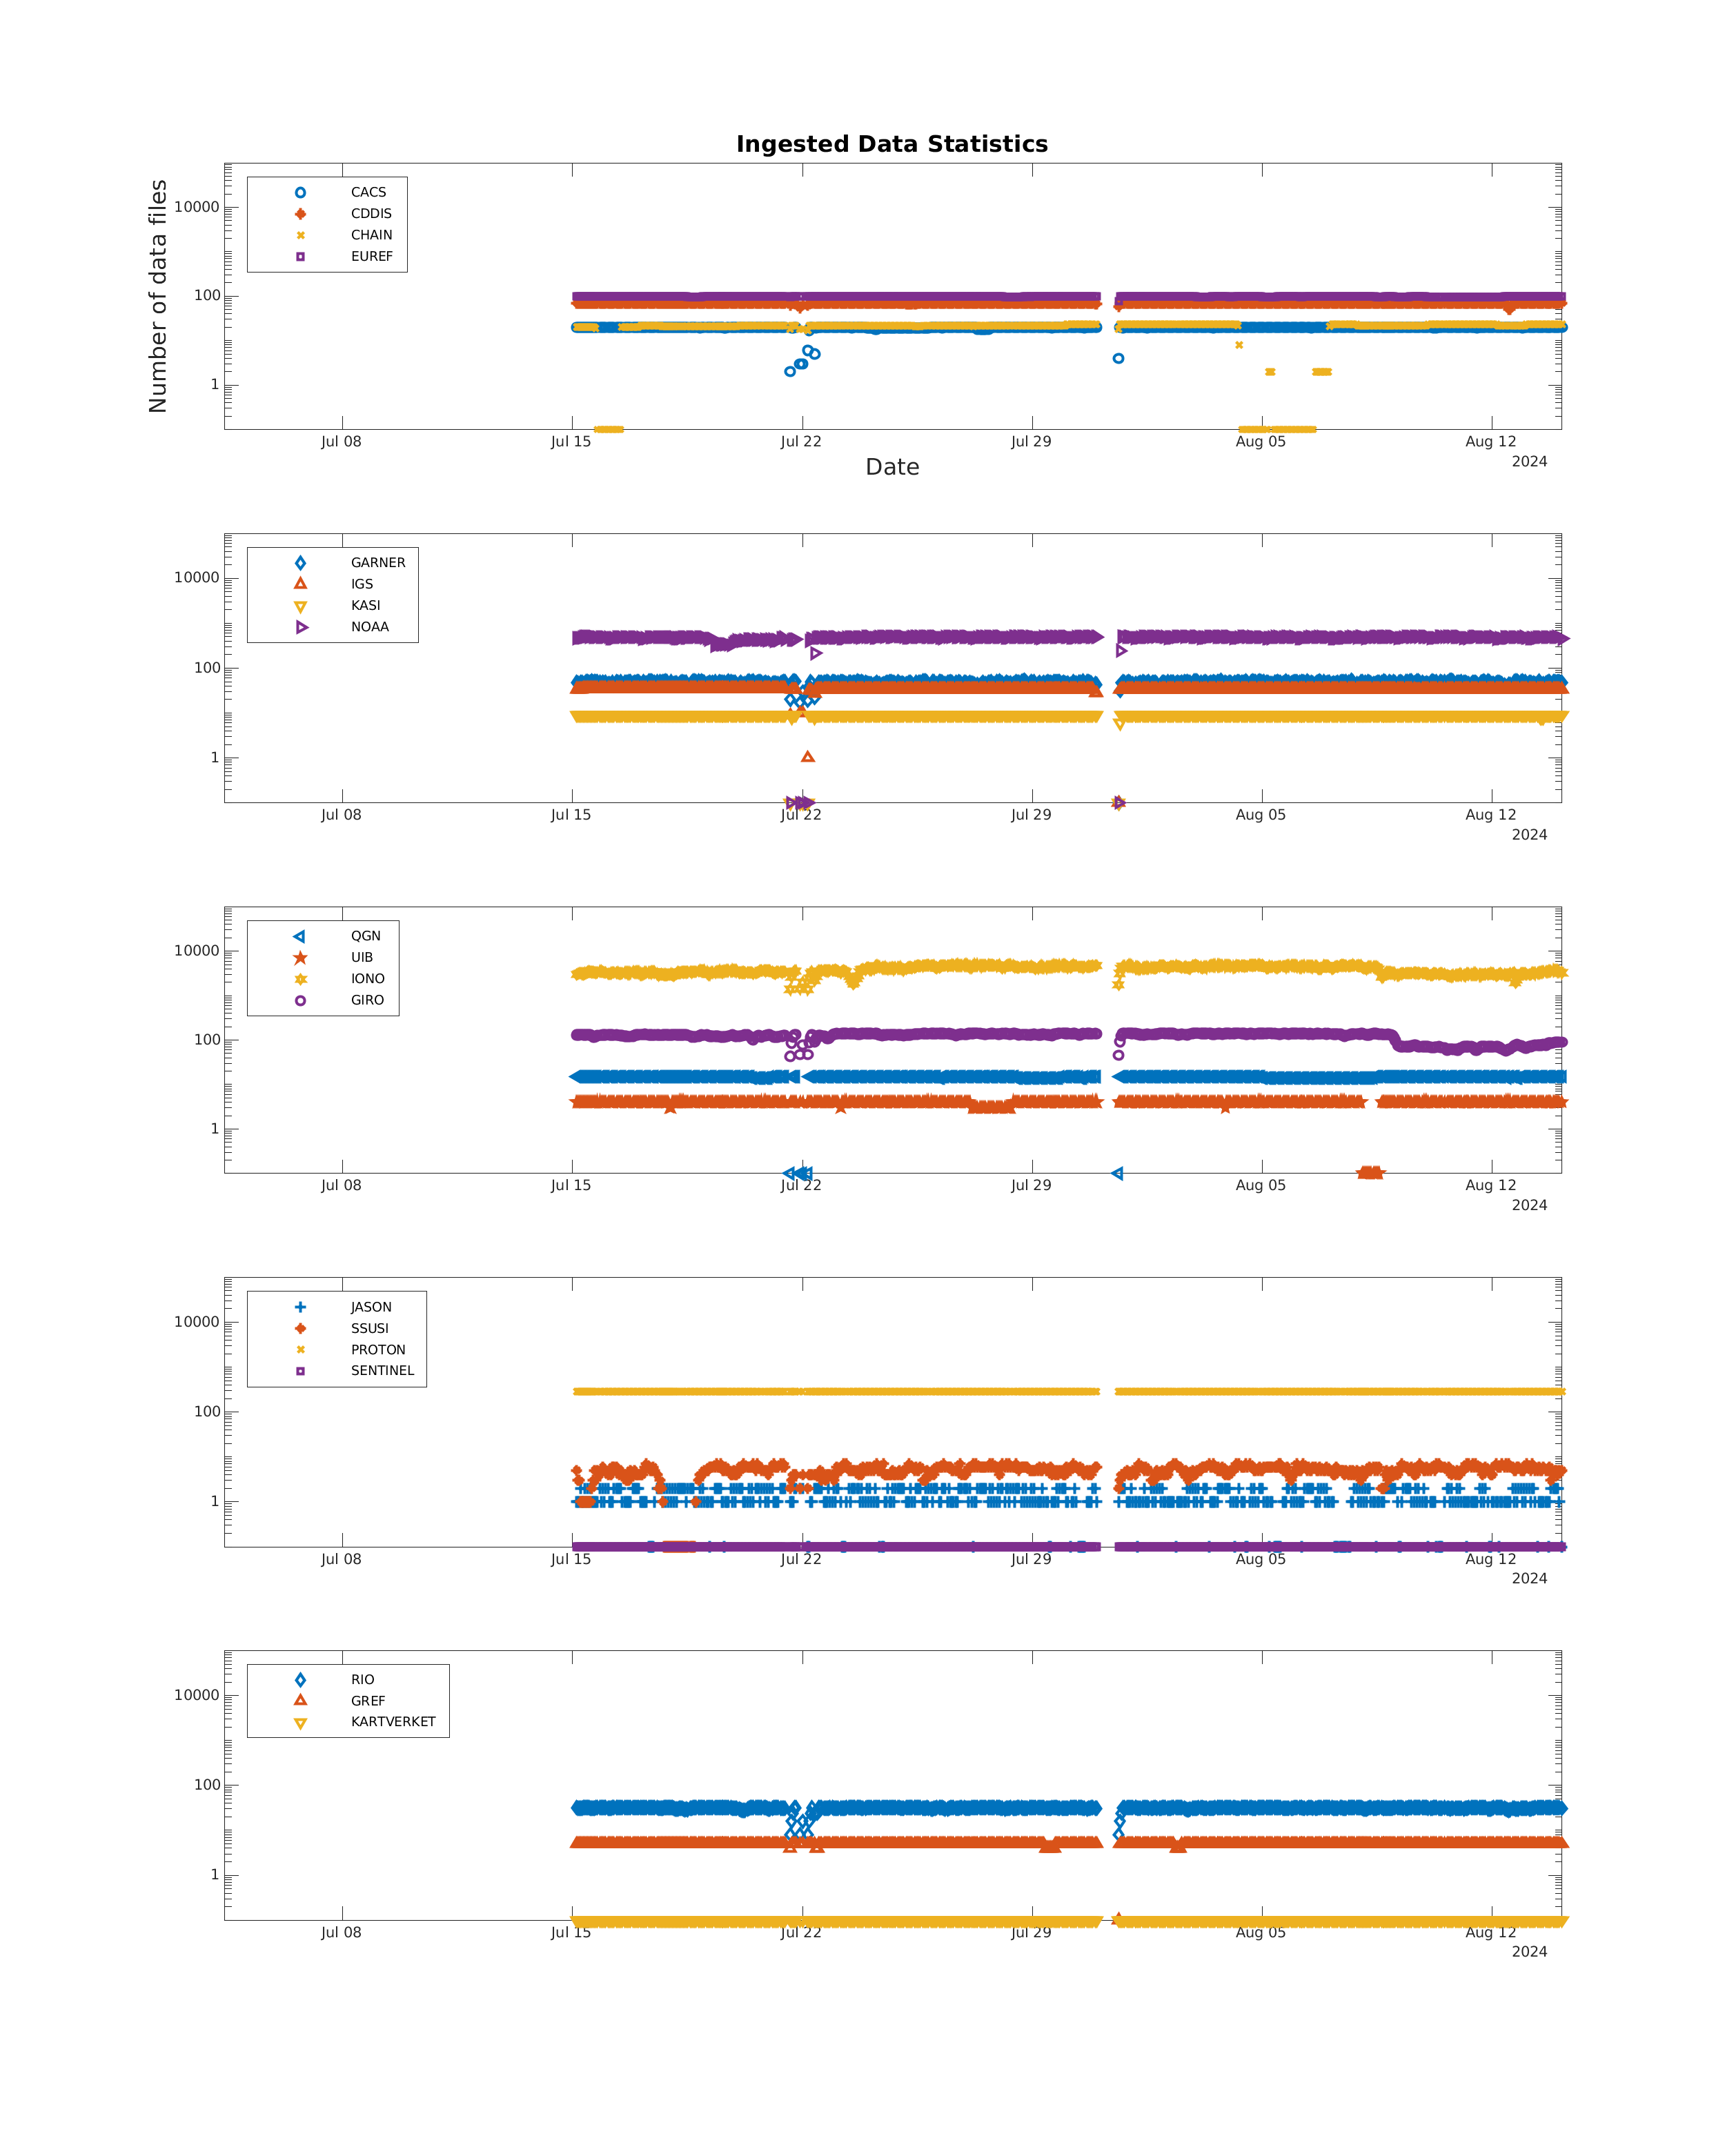 Ingested Data Statistics
Number of data files
10000
100
1
CACS
CDDIS
CHAIN
EUREF
Jul 08 Jul 15 Jul 22 Jul 29 Aug 05 Aug 12
2024
Date
10000
100
1
GARNER
IGS
KASI
NOAA
Jul 08 Jul 15 Jul 22 Jul 29 Aug 05 Aug 12
2024
10000
100
1
QGN
UIB
IONO
GIRO
Jul 08 Jul 15 Jul 22 Jul 29 Aug 05 Aug 12
2024
10000
100
1
JASON
SSUSI
PROTON
SENTINEL
Jul 08 Jul 15 Jul 22 Jul 29 Aug 05 Aug 12
2024
10000
100
1
RIO
GREF
KARTVERKET
Jul 08 Jul 15 Jul 22 Jul 29 Aug 05 Aug 12
2024